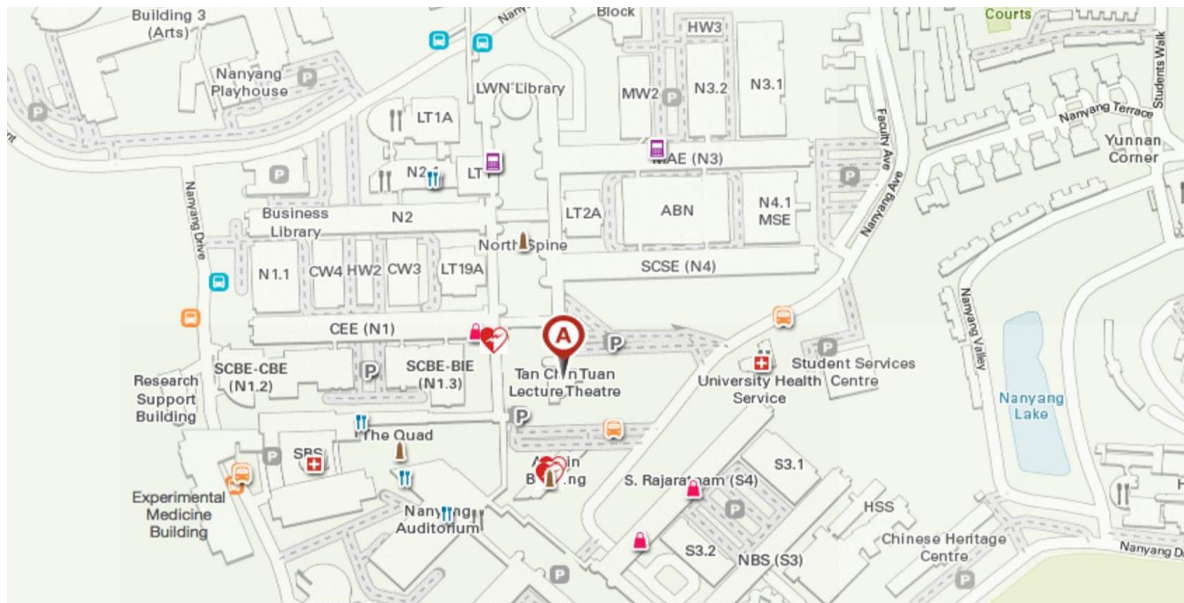 Building 3
(Arts)
Block
HW3
Courts
Nanyang
Playhouse
LWN Library
LT1A
MW2
N3.2
N3.1
Faculty Ave
Students Walk
Nanyang Terrace
Yunnan
Corner
MAE (N3)
Nanyang Drive
Business
Library
N2
LT2A
ABN
N4.1
MSE
Nanyang Ave
North Spine
SCSE (N4)
N1.1
CW4
HW2
CW3
LT19A
CEE (N1)
A
Nanyang Valley
SCBE-CBE
(N1.2)
SCBE-BIE
(N1.3)
Tan Chin Tuan
Lecture Theatre
University Health
Service
Student Services
Centre
Research
Support
Building
Nanyang
Lake
The Quad
SBS
S. Rajaratnam (S4)
S3.1
Experimental
Medicine
Building
Nanyang
Auditorium
S3.2
NBS (S3)
HSS
Chinese Heritage
Centre
P
P
P
P
P
P
P
P
P
P
P
P
P